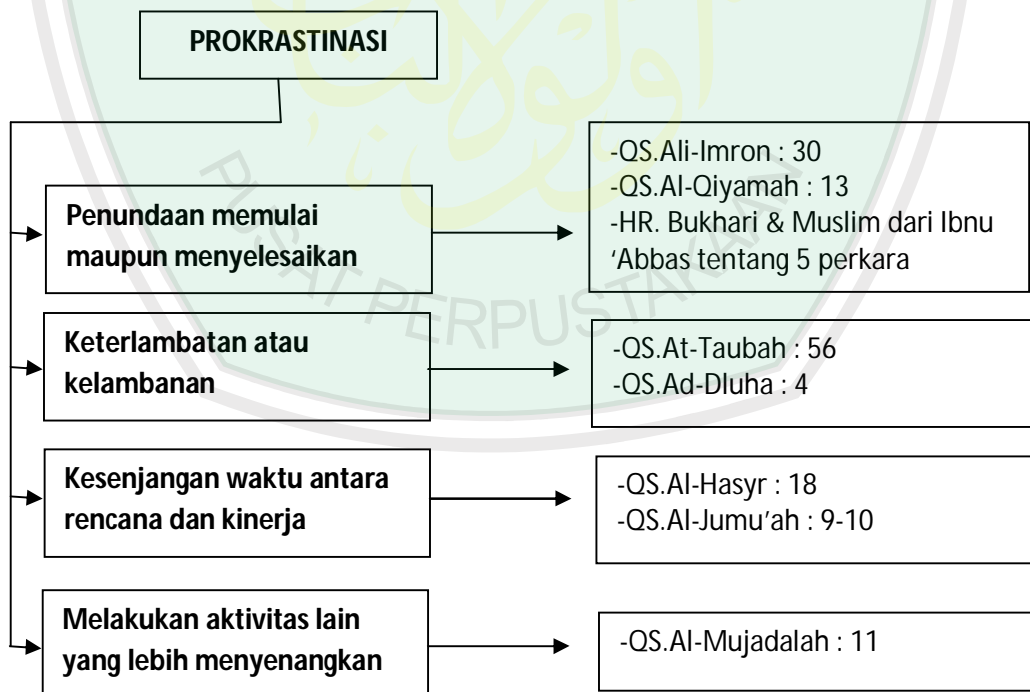 PROKRASTINASI
Penundaan memulai
maupun menyelesaikan
-QS.Ali-Imron : 30
-QS.Al-Qiyamah : 13
-HR. Bukhari & Muslim dari Ibnu
‘Abbas tentang 5 perkara
Keterlambatan atau
kelambanan
-QS.At-Taubah : 56
-QS.Ad-Dluha : 4
Kesenjangan waktu antara
rencana dan kinerja
-QS.Al-Hasyr : 18
-QS.Al-Jumu’ah : 9-10
Melakukan aktivitas lain
yang lebih menyenangkan
-QS.Al-Mujadalah : 11
PUSAT PERPUSTAKAAN